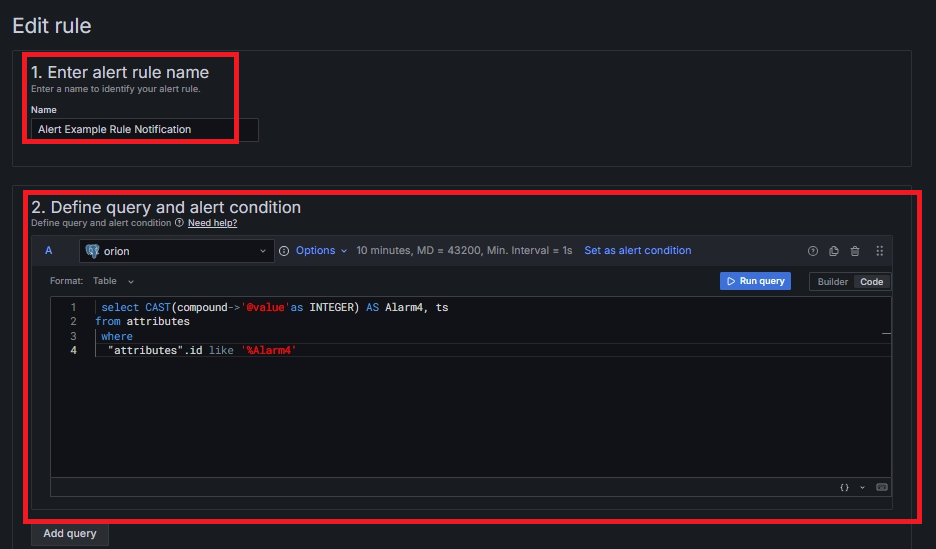 Edit rule
1. Enter alert rule name
Enter a name to identify your alert rule.
Name
Alert Example Rule Notification
2. Define query and alert condition
Define query and alert condition Need help?
A orion Options 10 minutes, MD = 43200, Min. Interval = 1s Set as alert condition
Format: Table Run query Builder Code
1 select CAST(compound->'@value'as INTEGER) AS Alarm4, ts
2 from attributes
3 where
4 "attributes".id like '%Alarm4'
{}
Add query